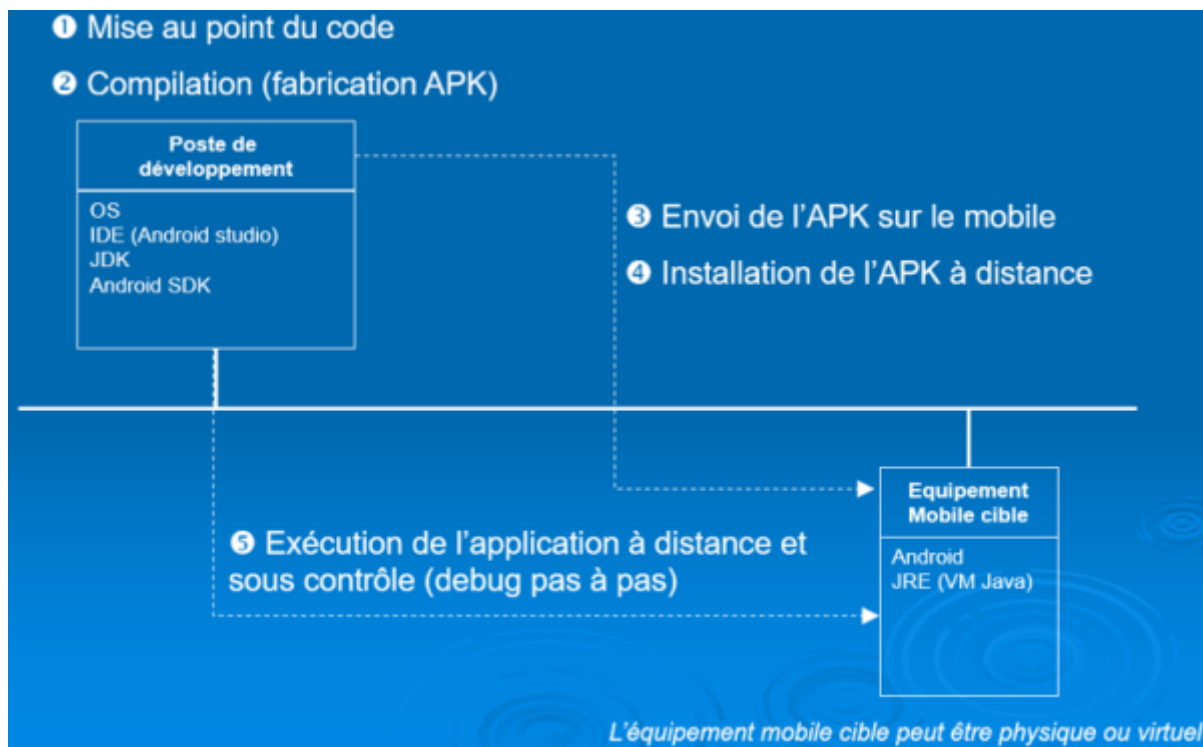 ❶ Mise au point du code
❷ Compilation (fabrication APK)
Poste de
développement
OS
IDE (Android studio)
JDK
Android SDK
❸ Envoi de l'APK sur le mobile
❹ Installation de l'APK à distance
Equipement
Mobile cible
Android
JRE (VM Java)
❺ Exécution de l'application à distance et
sous contrôle (debug pas à pas)
L'équipement mobile cible peut être physique ou virtuel